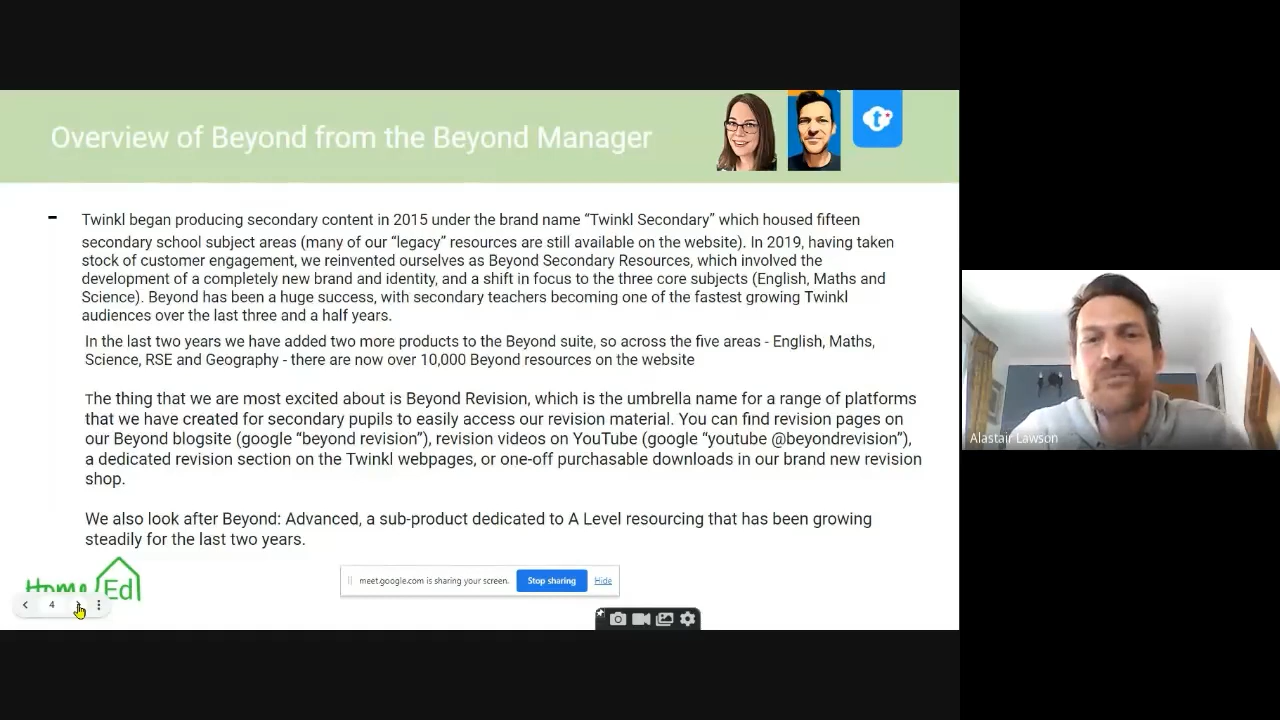 Overview of Beyond from the Beyond Manager
- Twinkl began producing secondary content in 2015 under the brand name “Twinkl Secondary” which housed fifteen
secondary school subject areas (many of our “legacy” resources are still available on the website). In 2019, having taken
stock of customer engagement, we reinvented ourselves as Beyond Secondary Resources, which involved the
development of a completely new brand and identity, and a shift in focus to the three core subjects (English, Maths and
Science). Beyond has been a huge success, with secondary teachers becoming one of the fastest growing Twinkl
audiences over the last three and a half years.
In the last two years we have added two more products to the Beyond suite, so across the five areas - English, Maths,
Science, RSE and Geography - there are now over 10,000 Beyond resources on the website
The thing that we are most excited about is Beyond Revision, which is the umbrella name for a range of platforms
that we have created for secondary pupils to easily access our revision material. You can find revision pages on
our Beyond blogsite (google “beyond revision”), revision videos on YouTube (google “youtube @beyondrevision”),
a dedicated revision section on the Twinkl webpages, or one-off purchasable downloads in our brand new revision
shop.
We also look after Beyond: Advanced, a sub-product dedicated to A Level resourcing that has been growing
steadily for the last two years.
Home Ed
4
meet.google.com is sharing your screen. Stop sharing Hide
Alastair Lawson